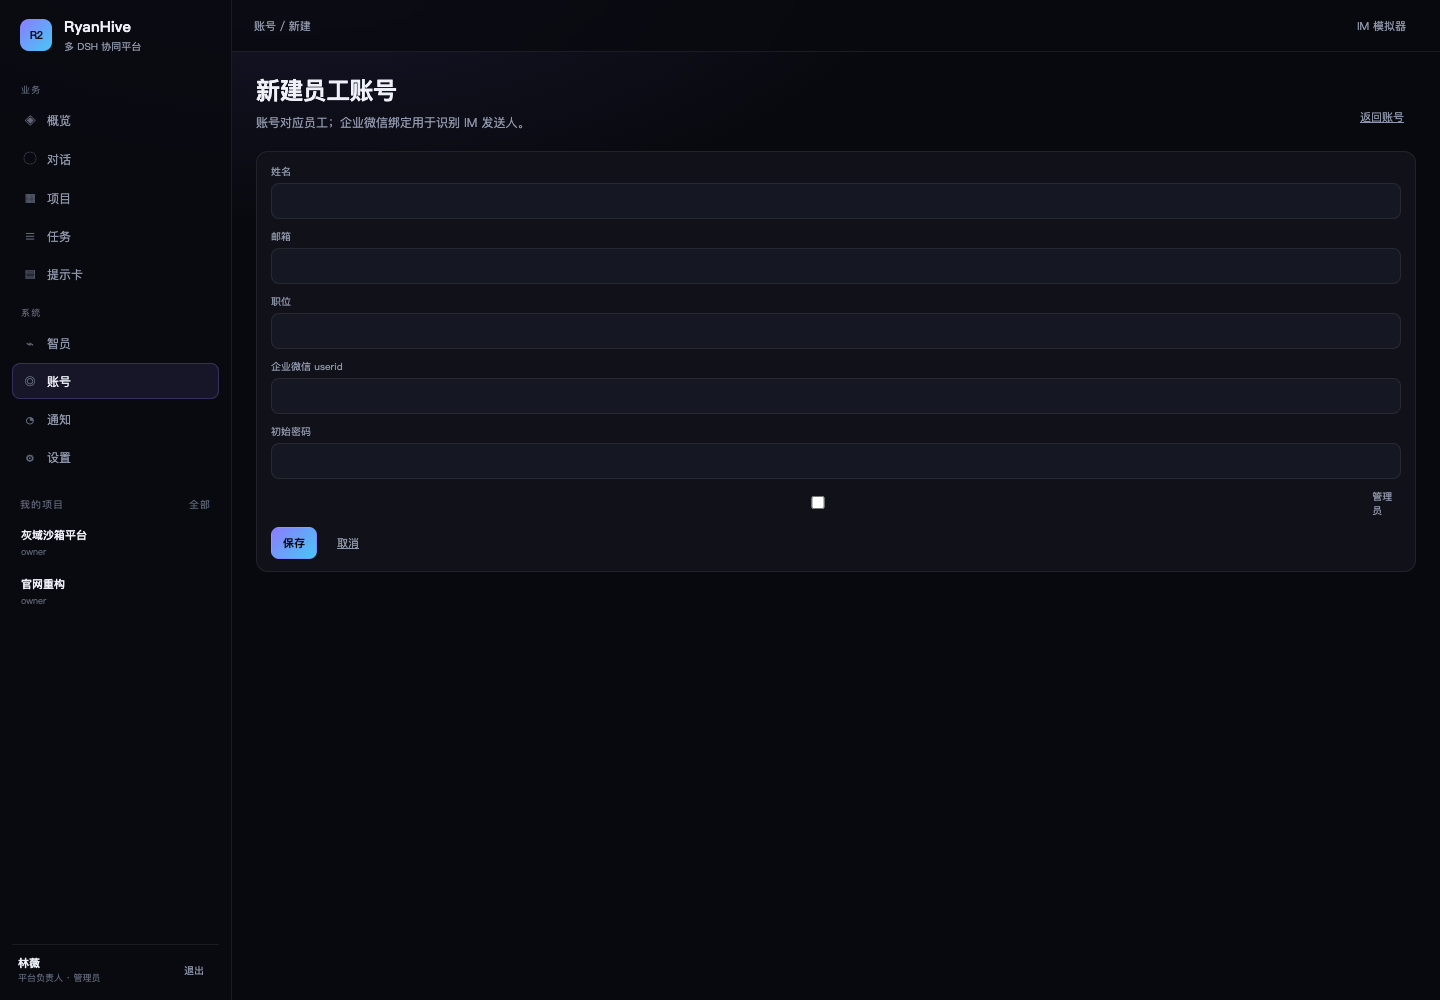 R2
RyanHive
多 DSH 协同平台
业务
概览
对话
项目
任务
提示卡
系统
智员
账号
通知
设置
我的项目 全部
灰域沙箱平台
owner
官网重构
owner
林薇
平台负责人 · 管理员
退出
账号 / 新建
IM 模拟器
新建员工账号
账号对应员工；企业微信绑定用于识别 IM 发送人。
返回账号
姓名
邮箱
职位
企业微信 userid
初始密码
管理
员
保存 取消